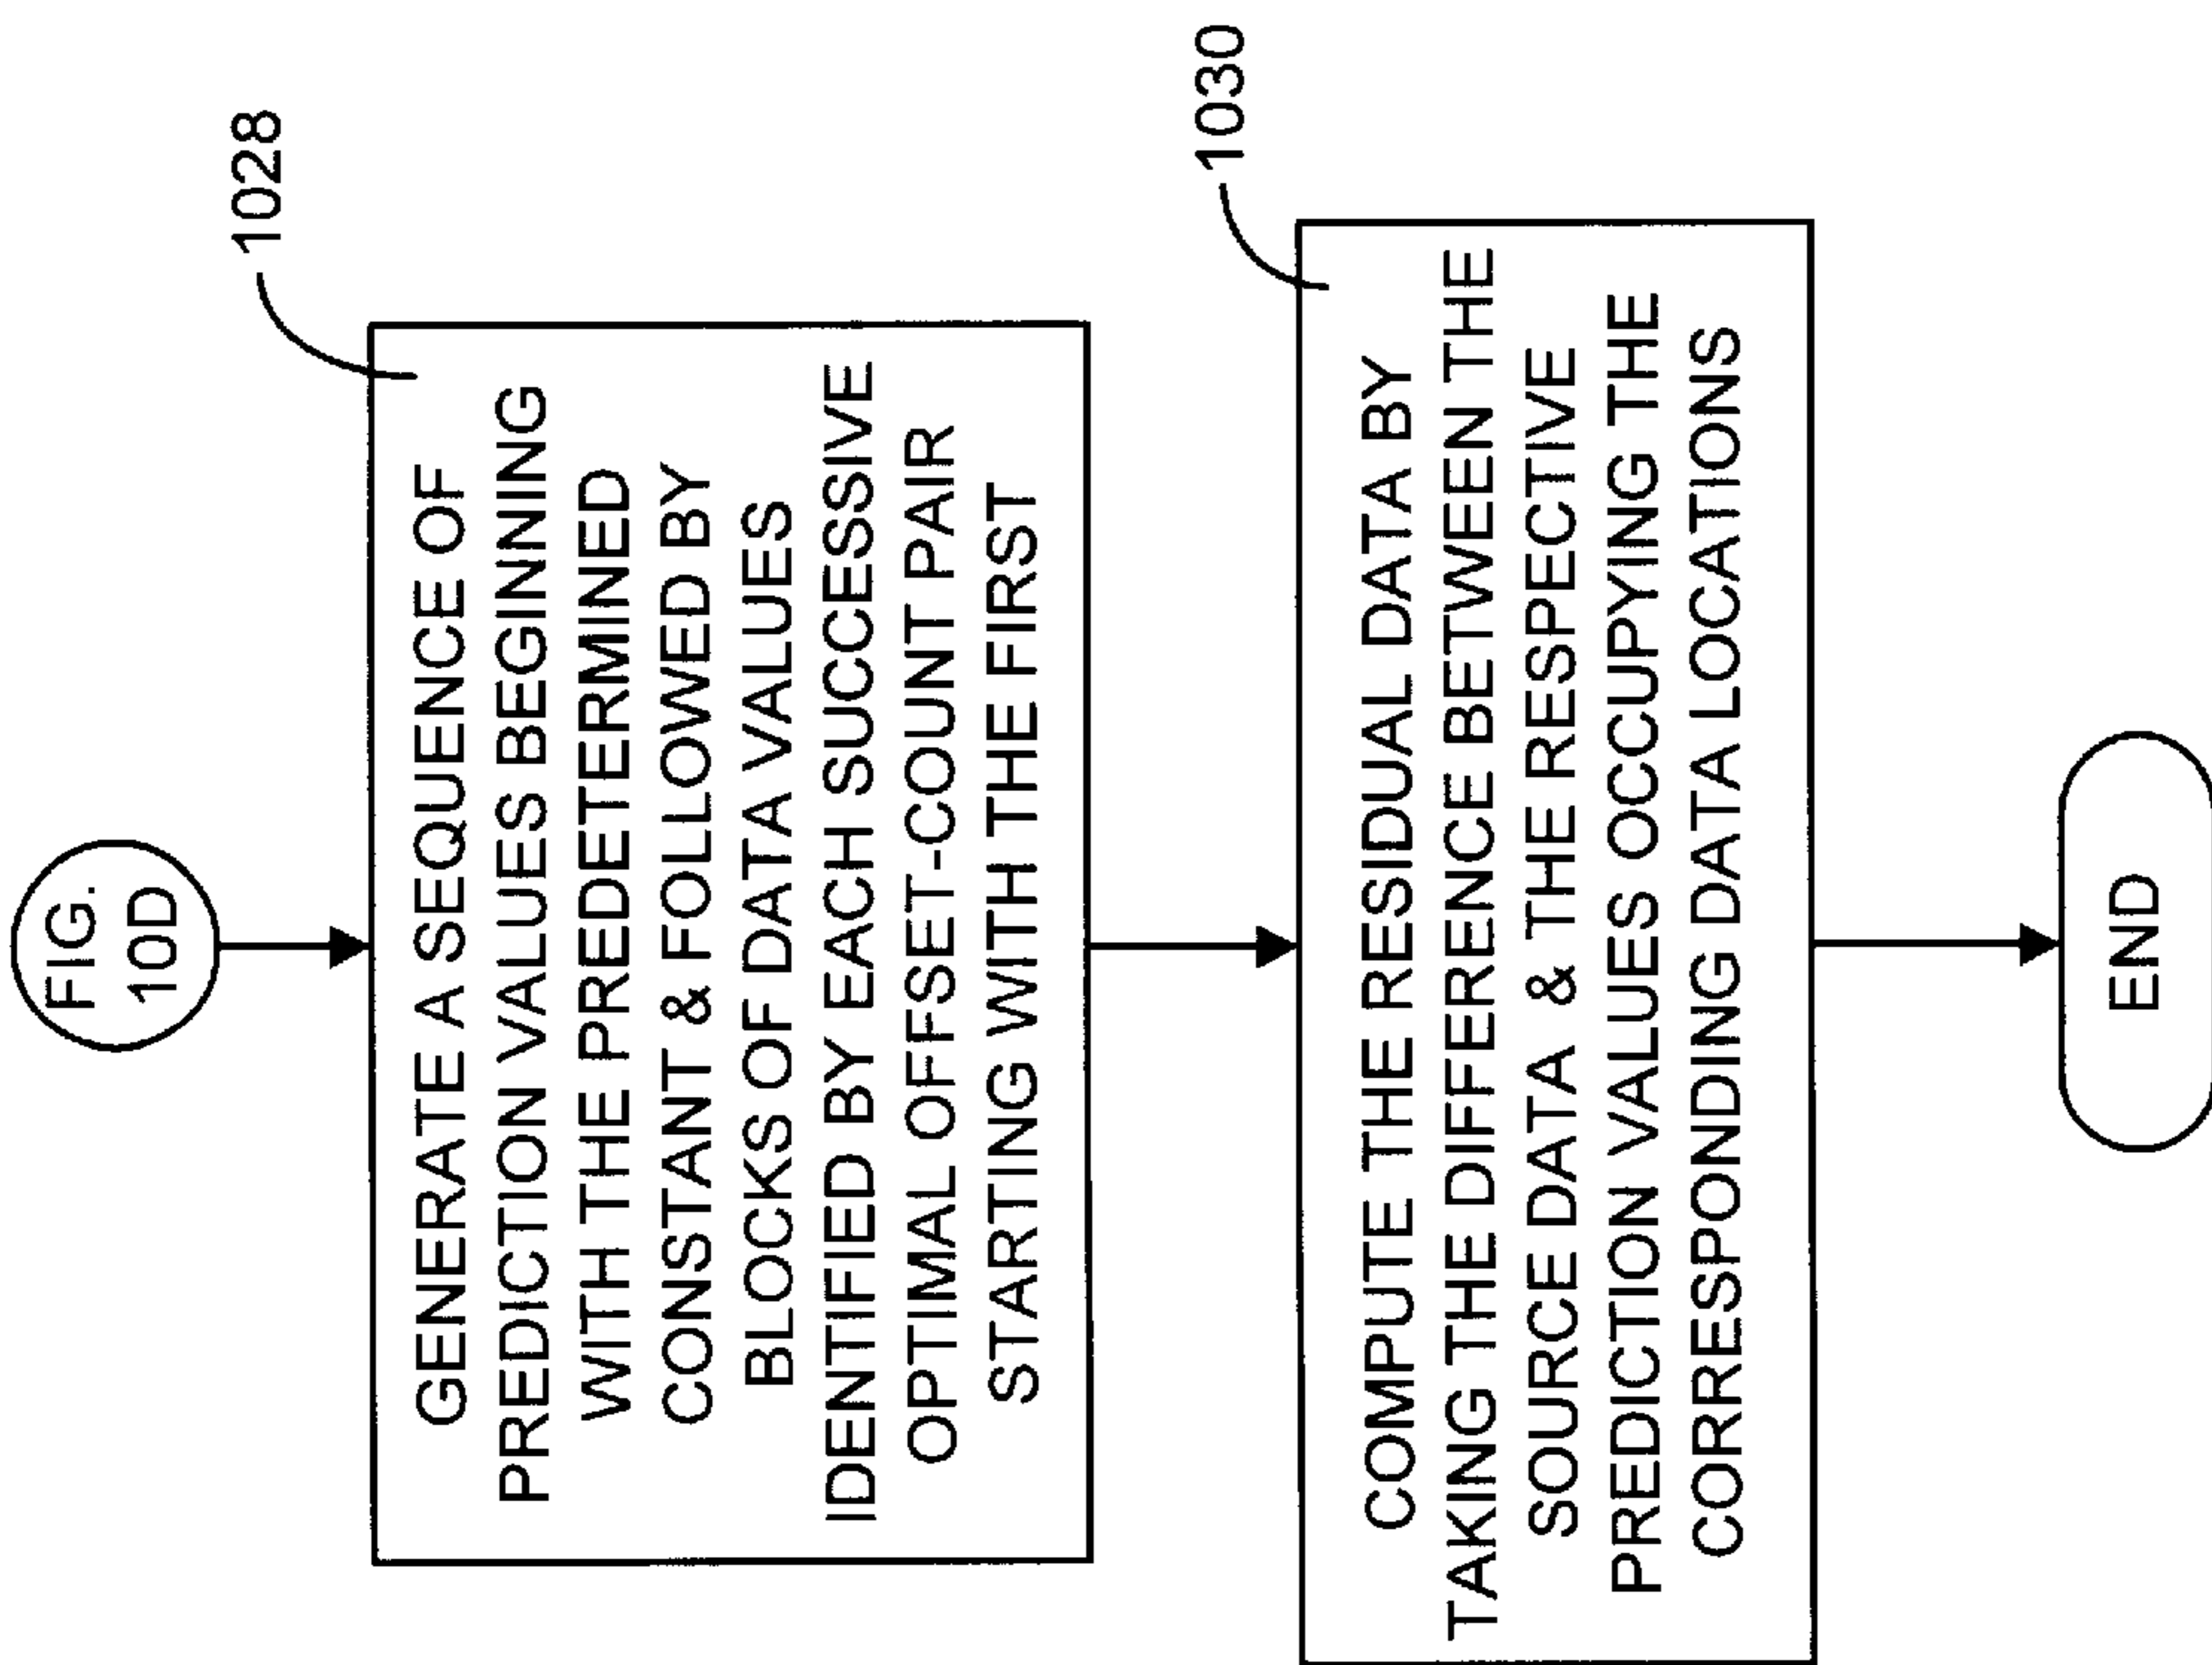 FIG.
10D
1028
GENERATE A SEQUENCE OF
PREDICTION VALUES BEGINNING
WITH THE PREDETERMINED
CONSTANT & FOLLOWED BY
BLOCKS OF DATA VALUES
IDENTIFIED BY EACH SUCCESSIVE
OPTIMAL OFFSET-COUNT PAIR
STARTING WITH THE FIRST
1030
COMPUTE THE RESIDUAL DATA BY
TAKING THE DIFFERENCE BETWEEN THE
SOURCE DATA & THE RESPECTIVE
PREDICTION VALUES OCCUPYING THE
CORRESPONDING DATA LOCATIONS
END